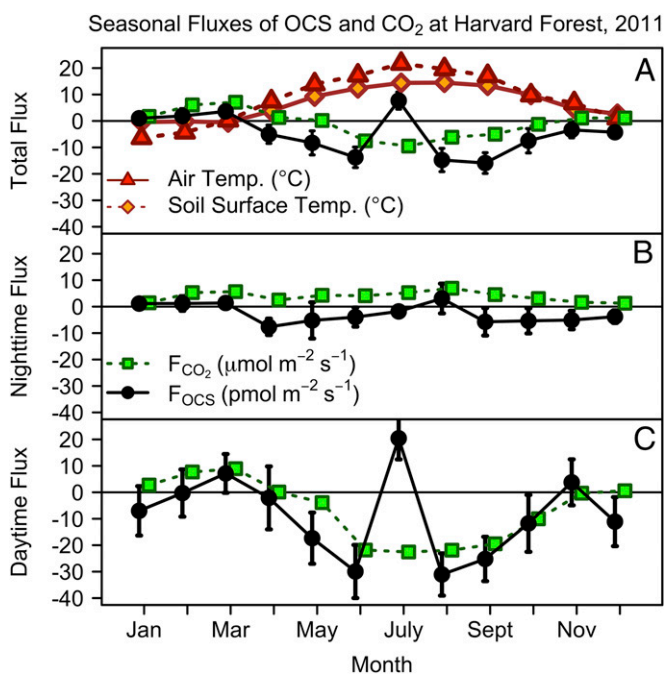 Seasonal Fluxes of OCS and CO₂ at Harvard Forest, 2011
A
Total Flux
20
10
0
-10
-20
-30
-40
Air Temp. (°C)
Soil Surface Temp. (°C)
B
Nighttime Flux
20
10
0
-10
-20
-30
-40
F_CO₂ (μmol m⁻² s⁻¹)
F_OCS (pmol m⁻² s⁻¹)
C
Daytime Flux
20
10
0
-10
-20
-30
-40
Jan Mar May July Sept Nov
Month